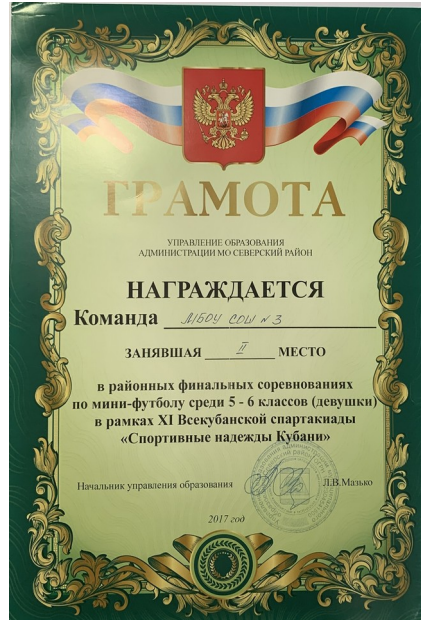 ГРАМОТА
УПРАВЛЕНИЕ ОБРАЗОВАНИЯ
АДМИНИСТРАЦИИ МО СЕВЕРСКИЙ РАЙОН
НАГРАЖДАЕТСЯ
Команда МБОУ СОШ № 3
ЗАНЯВШАЯ II МЕСТО
в районных финальных соревнованиях
по мини-футболу среди 5 - 6 классов (девушки)
в рамках XI Всекубанской спартакиады
«Спортивные надежды Кубани»
Начальник управления образования Л.В.Мазько
2017 год